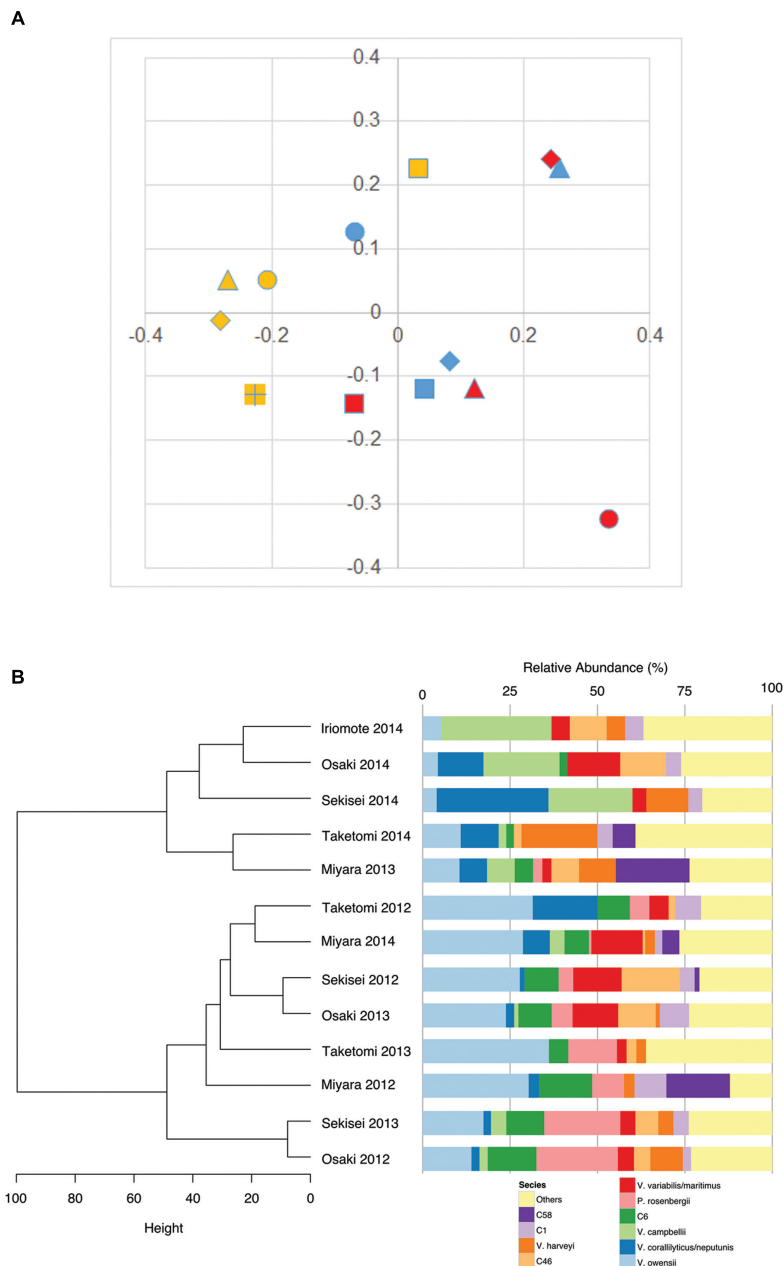 A
0.4
0.3
0.2
0.1
0
-0.4
-0.2
0
0.2
0.4
-0.1
-0.2
-0.3
-0.4
B
Relative Abundance (%)
0
25
50
75
100
Iriomote 2014
Osaki 2014
Sekisei 2014
Taketomi 2014
Miyara 2013
Taketomi 2012
Miyara 2014
Sekisei 2012
Osaki 2013
Taketomi 2013
Miyara 2012
Sekisei 2013
Osaki 2012
100
80
60
40
20
0
Height
Secies
Others
C58
C1
V. harveyi
C46
V. variabilis/maritimus
P. rosenbergii
C6
V. campbellii
V. corallilyticus/neputunis
V. owensii